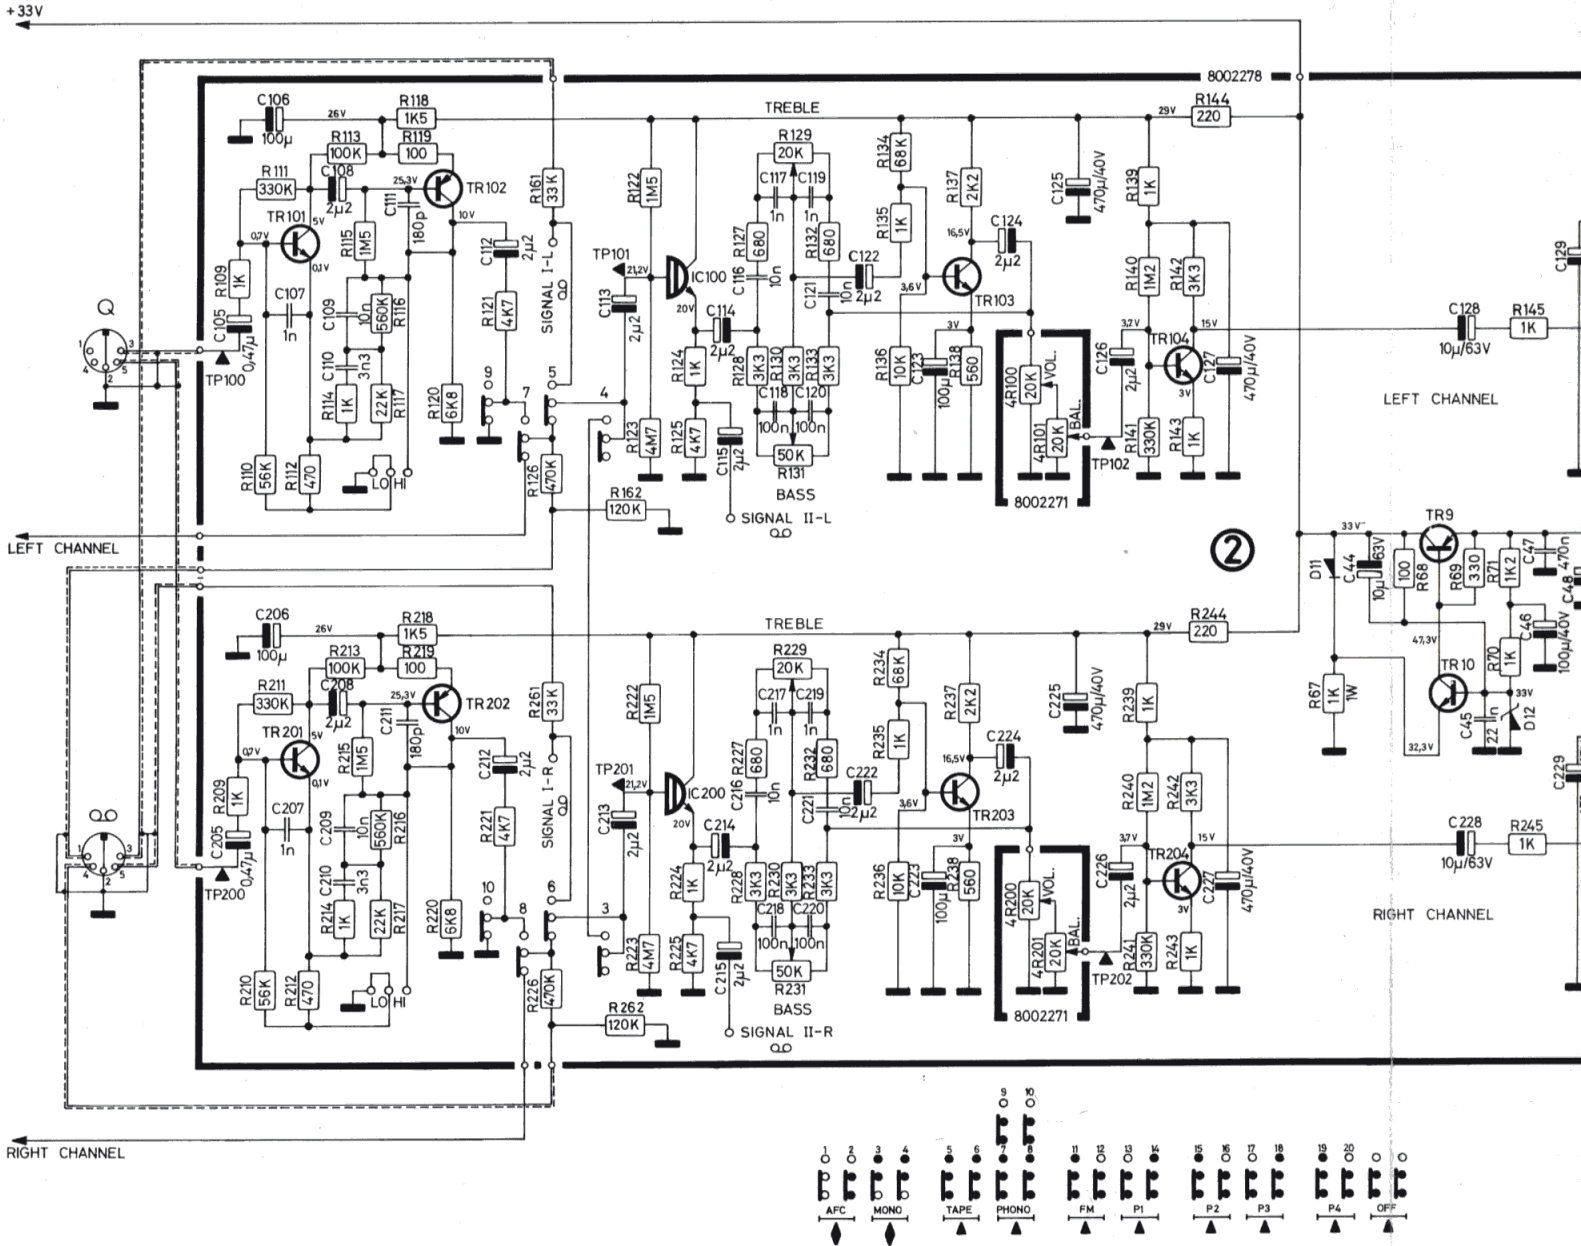 +33V
8002278
C106
100µ
26V
R118
1K5
TREBLE
29V
R144
220
R113
100K
R119
100
R129
20K
R134
68K
R111
330K
C108
2µ2
25,3V
C111
180p
TR102
R161
33K
R122
1M5
C117
1n
C119
1n
R137
2K2
C125
470µ/40V
R139
1K
TR101
5V
0,7V
0,1V
R115
1M5
10V
C112
2µ2
SIGNAL I-L
TP101
21,2V
IC100
20V
R127
680
R132
680
R135
1K
C124
2µ2
16,5V
C122
2µ2
3,6V
TR103
R140
1M2
R142
3K3
C129
R109
1K
C107
1n
C109
10n
560K
R116
R121
4K7
C113
2µ2
C116
10n
C121
10n
Q
1
3
4
5
2
C105
0,47µ
TP100
C110
3n3
R114
1K
22K
R117
R120
6K8
9
7
5
4
C114
2µ2
R124
1K
R128
3K3
R130
3K3
R133
3K3
R136
10K
C123
100µ
3V
R138
560
4R100
20K
VOL.
C126
2µ2
3,7V
TR104
15V
3V
C127
470µ/40V
C128
10µ/63V
R145
1K
LEFT CHANNEL
R110
56K
R112
470
LO
HI
R126
470K
R123
4M7
R125
4K7
C115
2µ2
C118
100n
C120
100n
50K
R131
BASS
4R101
20K
BAL.
TP102
R141
330K
R143
1K
8002271
R162
120K
SIGNAL II-L
LEFT CHANNEL
2
33V
TR9
D11
C44
10µ
63V
100
R68
R69
330
R71
1K2
C47
470n
C48
C46
100µ/40V
47,3V
TR10
R70
1K
33V
R67
1K
1W
C45
22n
D12
32,3V
C206
100µ
26V
R218
1K5
TREBLE
29V
R244
220
R213
100K
R219
100
R229
20K
R234
68K
R211
330K
C208
2µ2
25,3V
C211
180p
TR202
R261
33K
R222
1M5
C217
1n
C219
1n
R237
2K2
C225
470µ/40V
R239
1K
TR201
5V
0,7V
0,1V
R215
1M5
10V
C212
2µ2
SIGNAL I-R
TP201
21,2V
IC200
20V
R227
680
R232
680
R235
1K
C224
2µ2
16,5V
C222
2µ2
3,6V
TR203
R240
1M2
R242
3K3
C229
R209
1K
C207
1n
C209
10n
560K
R216
R221
4K7
C213
2µ2
C216
10n
C221
10n
1
3
4
5
2
C205
0,47µ
TP200
C210
3n3
R214
1K
22K
R217
R220
6K8
10
8
6
3
C214
2µ2
R224
1K
R228
3K3
R230
3K3
R233
3K3
R236
10K
C223
100µ
3V
R238
560
4R200
20K
VOL.
C226
2µ2
3,7V
TR204
15V
3V
C227
470µ/40V
C228
10µ/63V
R245
1K
RIGHT CHANNEL
R210
56K
R212
470
LO
HI
R226
470K
R223
4M7
R225
4K7
C215
2µ2
C218
100n
C220
100n
50K
R231
BASS
4R201
20K
BAL.
TP202
R241
330K
R243
1K
8002271
R262
120K
SIGNAL II-R
RIGHT CHANNEL
9 10
1 2 3 4 5 6 7 8 11 12 13 14 15 16 17 18 19 20
AFC MONO TAPE PHONO FM P1 P2 P3 P4 OFF